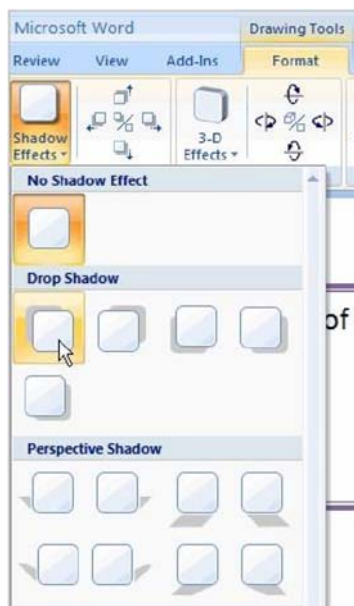 Microsoft Word
Drawing Tools
Review View Add-Ins Format
Shadow Effects
3-D Effects
No Shadow Effect
Drop Shadow
of
Perspective Shadow